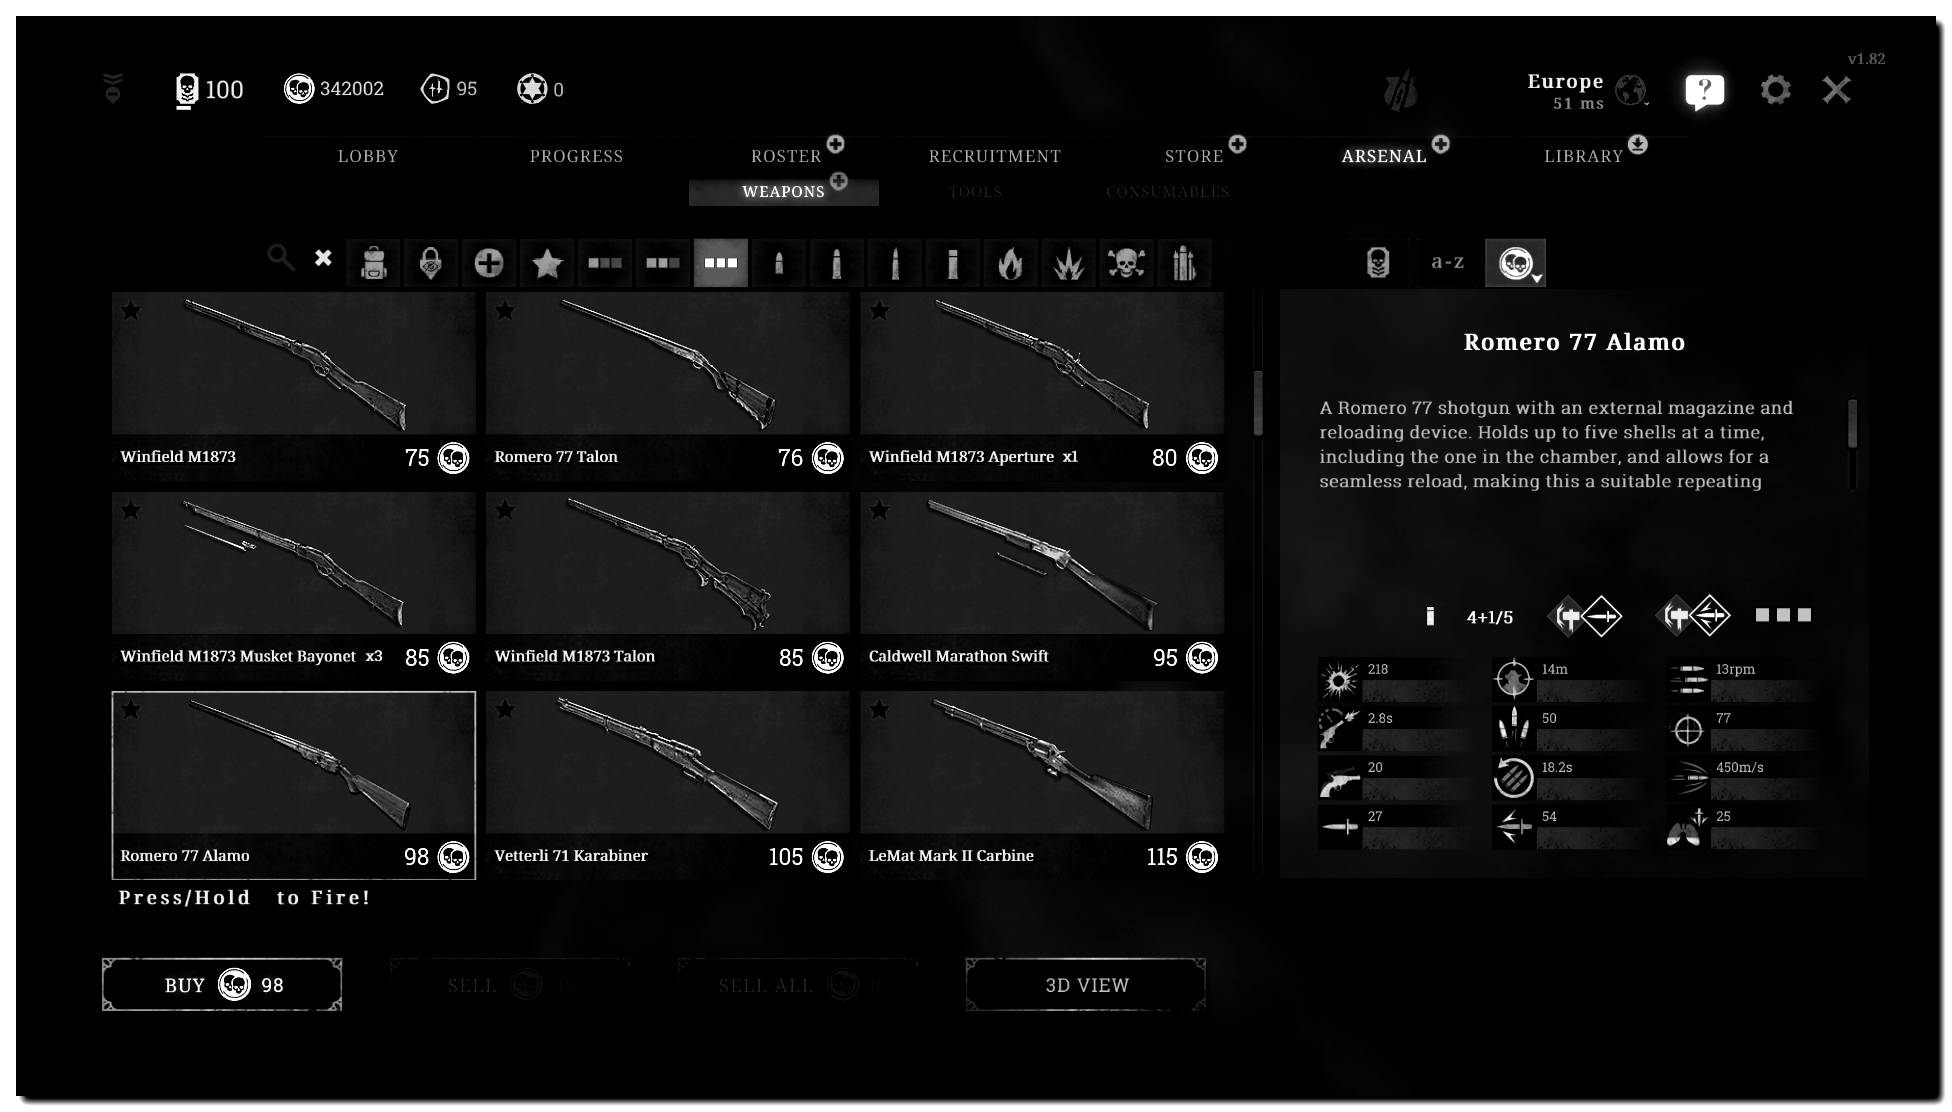 v1.82
100 342002 95 0 Europe
51 ms
LOBBY PROGRESS ROSTER RECRUITMENT STORE ARSENAL LIBRARY
WEAPONS TOOLS CONSUMABLES
a-z
Winfield M1873 75 Romero 77 Talon 76 Winfield M1873 Aperture x1 80
Winfield M1873 Musket Bayonet x3 85 Winfield M1873 Talon 85 Caldwell Marathon Swift 95
Romero 77 Alamo 98 Vetterli 71 Karabiner 105 LeMat Mark II Carbine 115
Press/Hold to Fire!
Romero 77 Alamo
A Romero 77 shotgun with an external magazine and
reloading device. Holds up to five shells at a time,
including the one in the chamber, and allows for a
seamless reload, making this a suitable repeating
4+1/5
218 14m 13rpm
2.8s 50 77
20 18.2s 450m/s
27 54 25
BUY 98 SELL 49 SELL ALL 0 3D VIEW